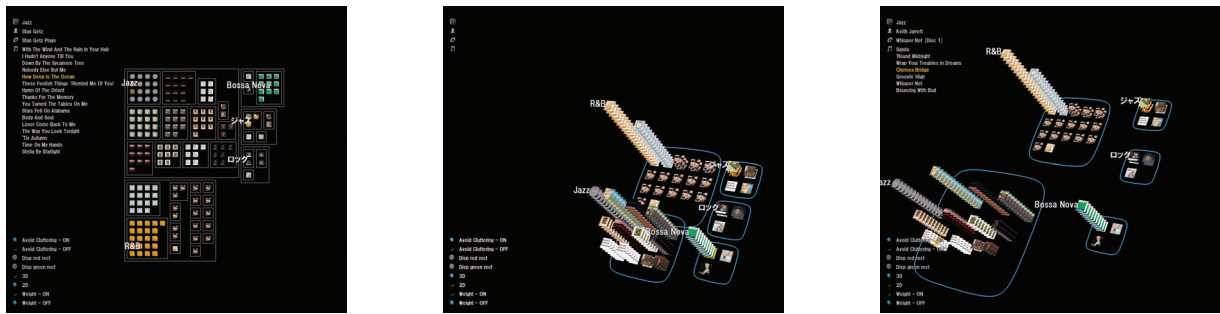 Jazz
Stan Getz
Stan Getz Plays
With The Wind And The Rain In Your Hair
I Hadn't Anyone Till You
Down By The Sycamore Tree
Nobody Else But Me
How Deep Is The Ocean
These Foolish Things (Remind Me Of You)
Hymn Of The Orient
Thanks For The Memory
You Turned The Tables On Me
Stars Fell On Alabama
Body And Soul
Lover Come Back To Me
The Way You Look Tonight
'Tis Autumn
Time On My Hands
Stella By Starlight
Jazz
Bossa Nova
ジャズ
ロック
R&B
Avoid Cluttering - ON
Avoid Cluttering - OFF
Disp red rect
Disp green rect
3D
2D
Weight - ON
Weight - OFF
R&B
ジャズ
Jazz
ロック
Bossa Nova
Avoid Cluttering - ON
Avoid Cluttering - OFF
Disp red rect
Disp green rect
3D
2D
Weight - ON
Weight - OFF
Jazz
Keith Jarrett
Whisper Not [Disc 1]
Sandu
'Round Midnight
Wrap Your Troubles In Dreams
Chelsea Bridge
Groovin' High
Whisper Not
Bouncing With Bud
R&B
ジャズ
ロック
azz
Bossa Nova
Avoid Clutt
Avoid Cluttering
Disp red rect
Disp green rect
3D
2D
Weight - ON
Weight - OFF